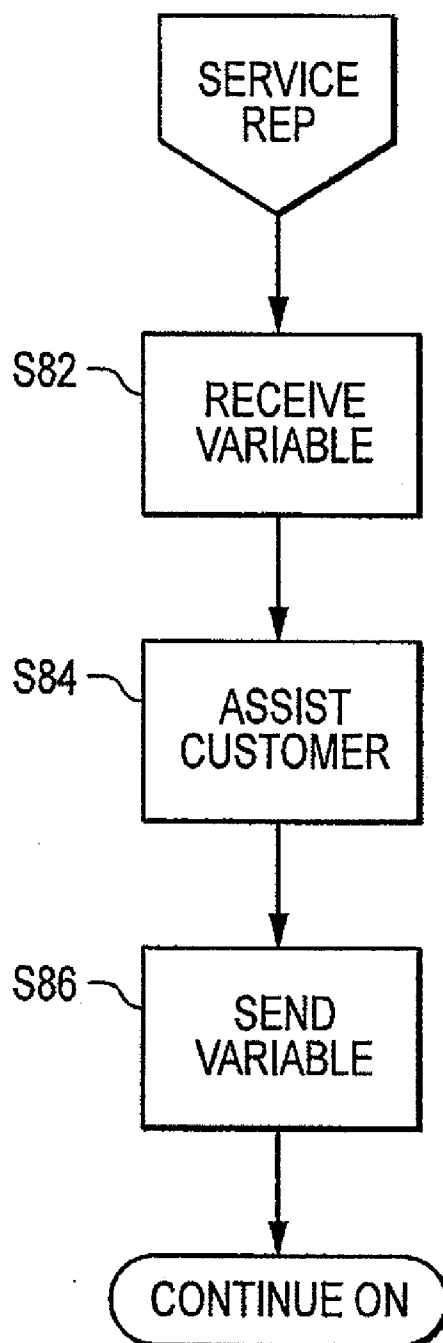 SERVICE
REP
S82
RECEIVE
VARIABLE
S84
ASSIST
CUSTOMER
S86
SEND
VARIABLE
CONTINUE ON